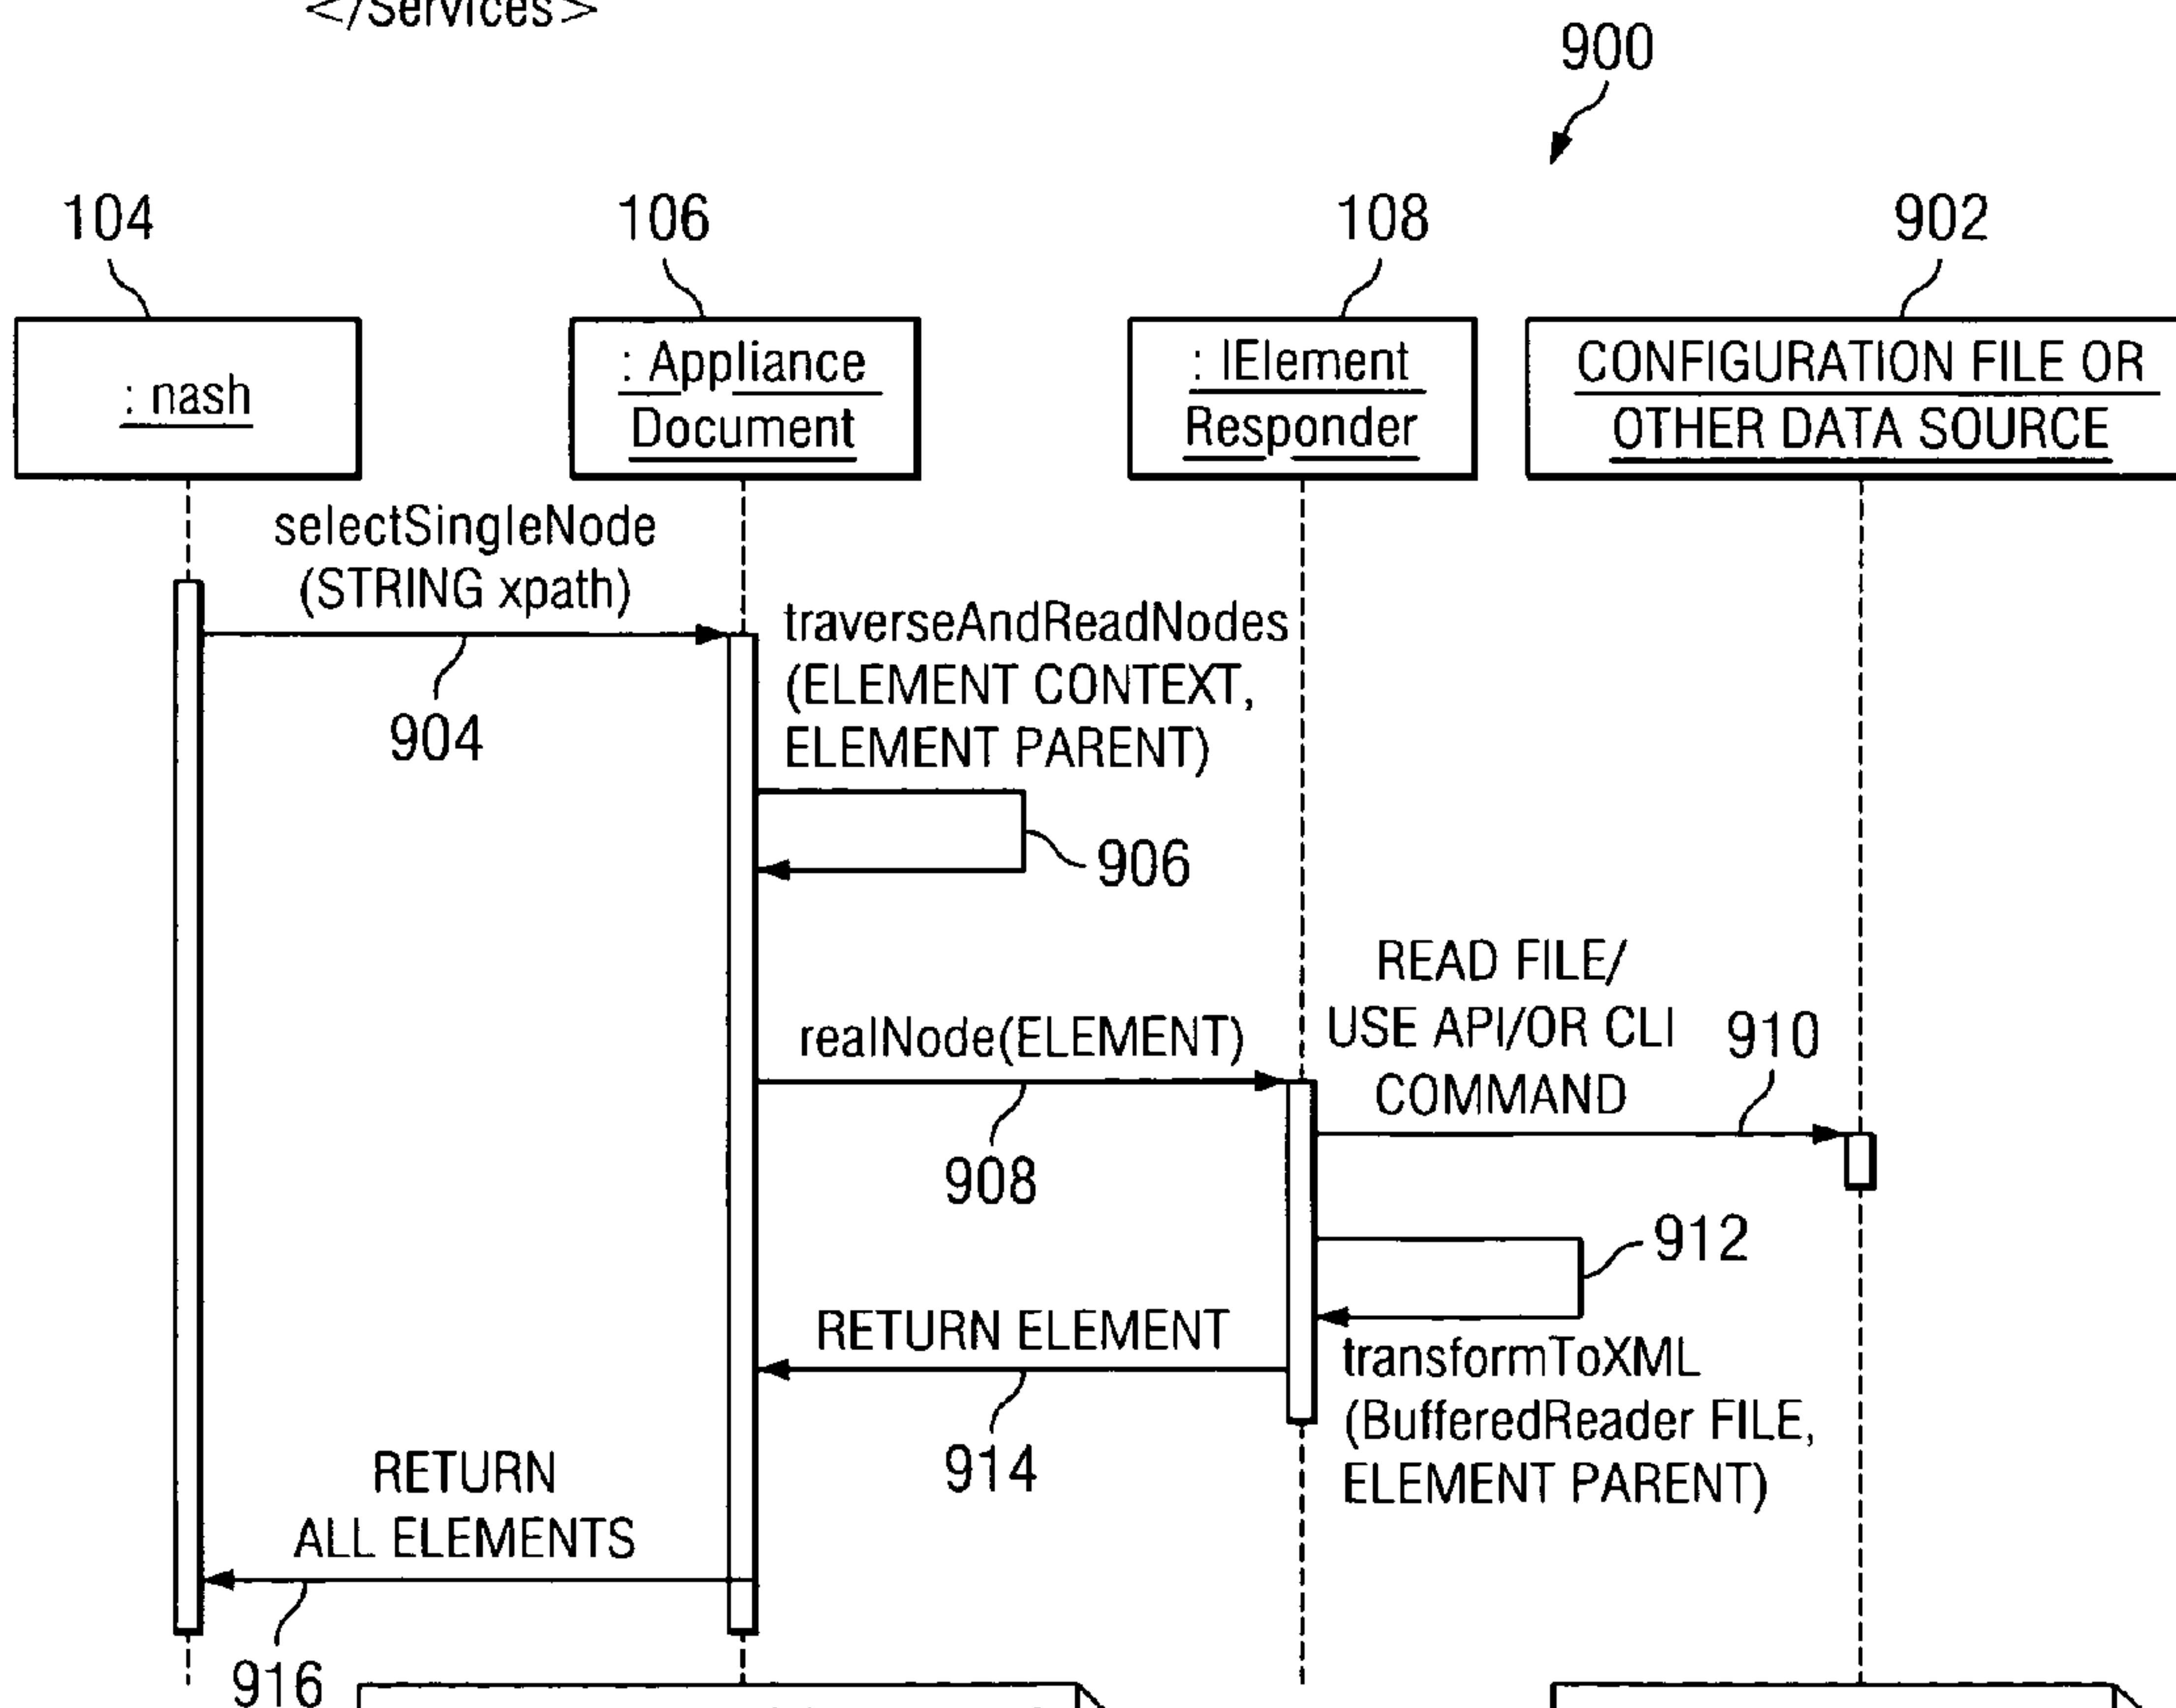 </Services>
900
104
106
108
902
: nash
: Appliance
Document
: IElement
Responder
CONFIGURATION FILE OR
OTHER DATA SOURCE
selectSingleNode
(STRING xpath)
904
traverseAndReadNodes
(ELEMENT CONTEXT,
ELEMENT PARENT)
906
READ FILE/
USE API/OR CLI
COMMAND
910
realNode(ELEMENT)
908
912
RETURN ELEMENT
914
transformToXML
(BufferedReader FILE,
ELEMENT PARENT)
RETURN
ALL ELEMENTS
916